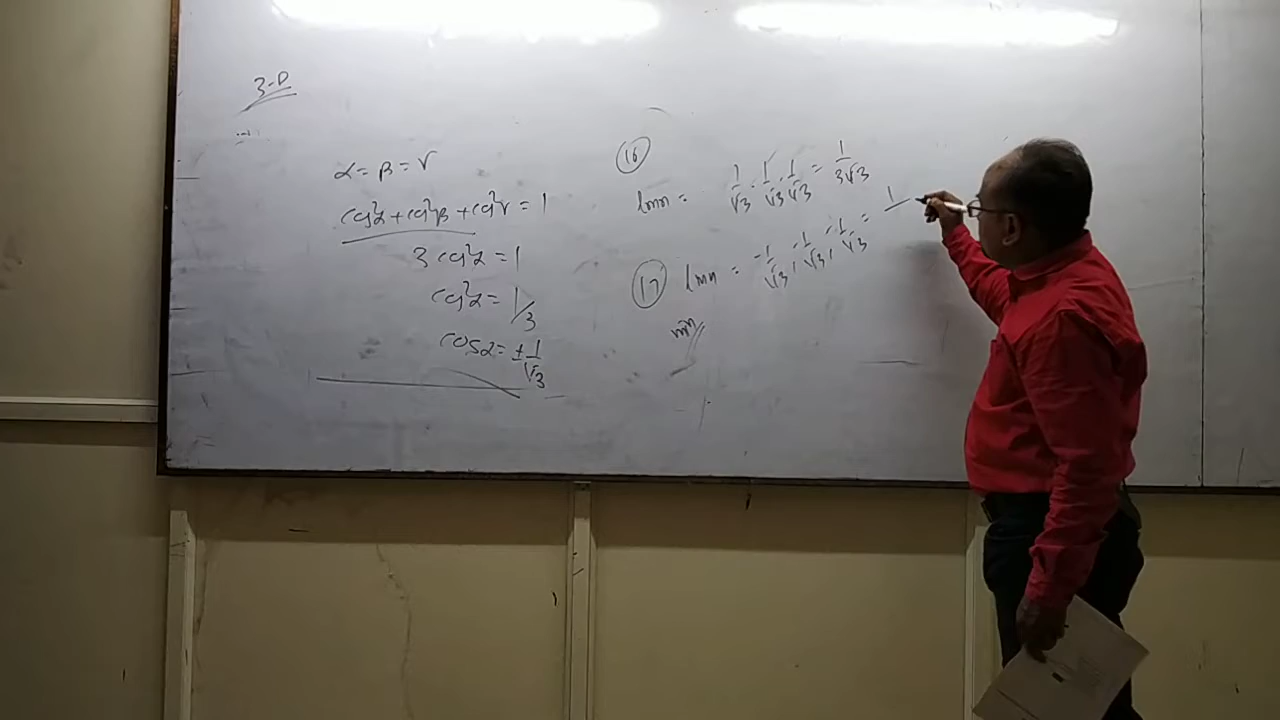 3-D
α = β = γ
cos²α + cos²β + cos²γ = 1
3 cos²α = 1
cos²α = 1/3
cosα = ± 1/√3
(16)
lmn = 1/√3 . 1/√3 . 1/√3 = 1/3√3
(17) lmn = -1/√3, -1/√3, -1/√3 = 1